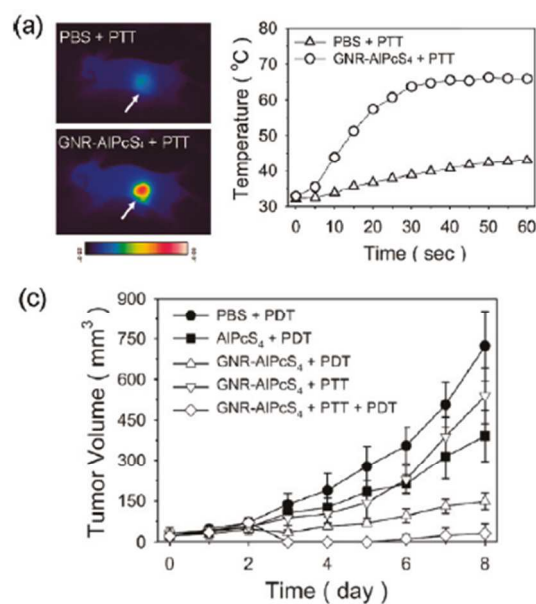 (a)
PBS + PTT
GNR-AlPcS₄ + PTT
Temperature ( °C )
80
70
60
50
40
30
PBS + PTT
GNR-AlPcS₄ + PTT
0 10 20 30 40 50 60
Time ( sec )
(c)
Tumor Volume ( mm³ )
900
750
600
450
300
150
0
PBS + PDT
AlPcS₄ + PDT
GNR-AlPcS₄ + PDT
GNR-AlPcS₄ + PTT
GNR-AlPcS₄ + PTT + PDT
0 2 4 6 8
Time ( day )